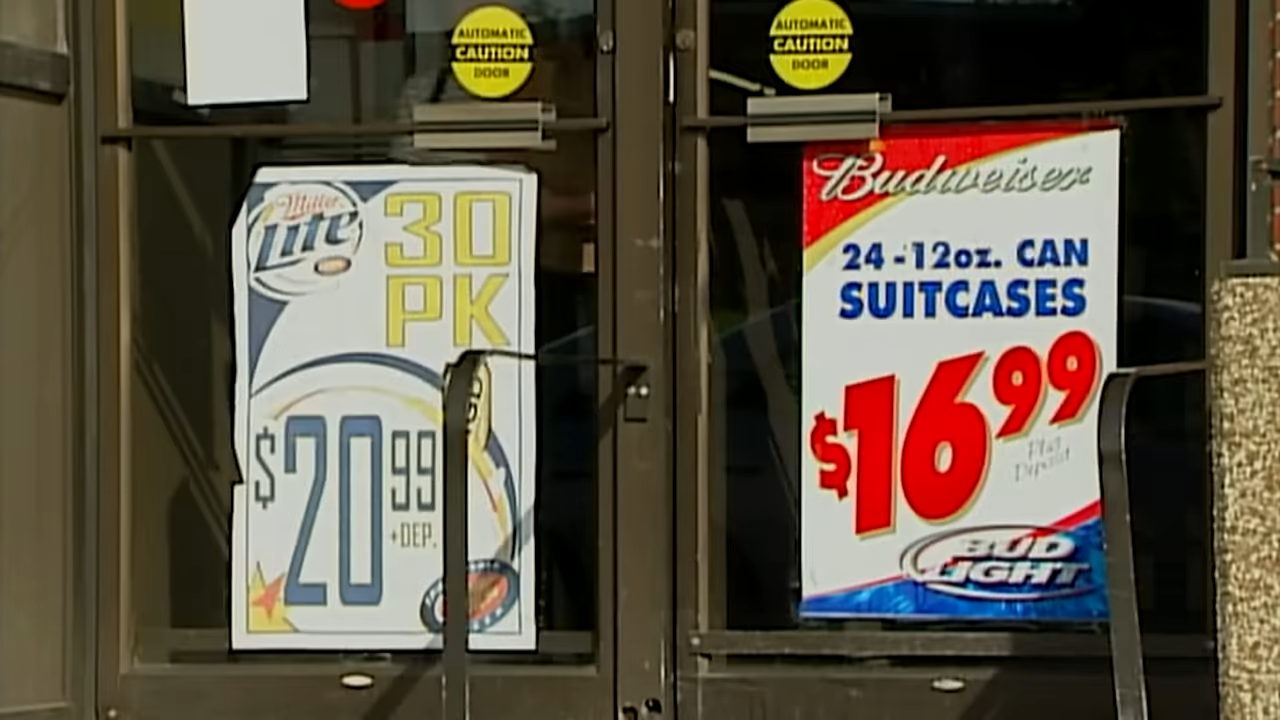 AUTOMATIC
CAUTION
DOOR
AUTOMATIC
CAUTION
DOOR
Miller
Lite
30
PK
$20.99
+DEP.
Budweiser
24-12oz. CAN
SUITCASES
$16.99
Plus
Deposit
BUD
LIGHT